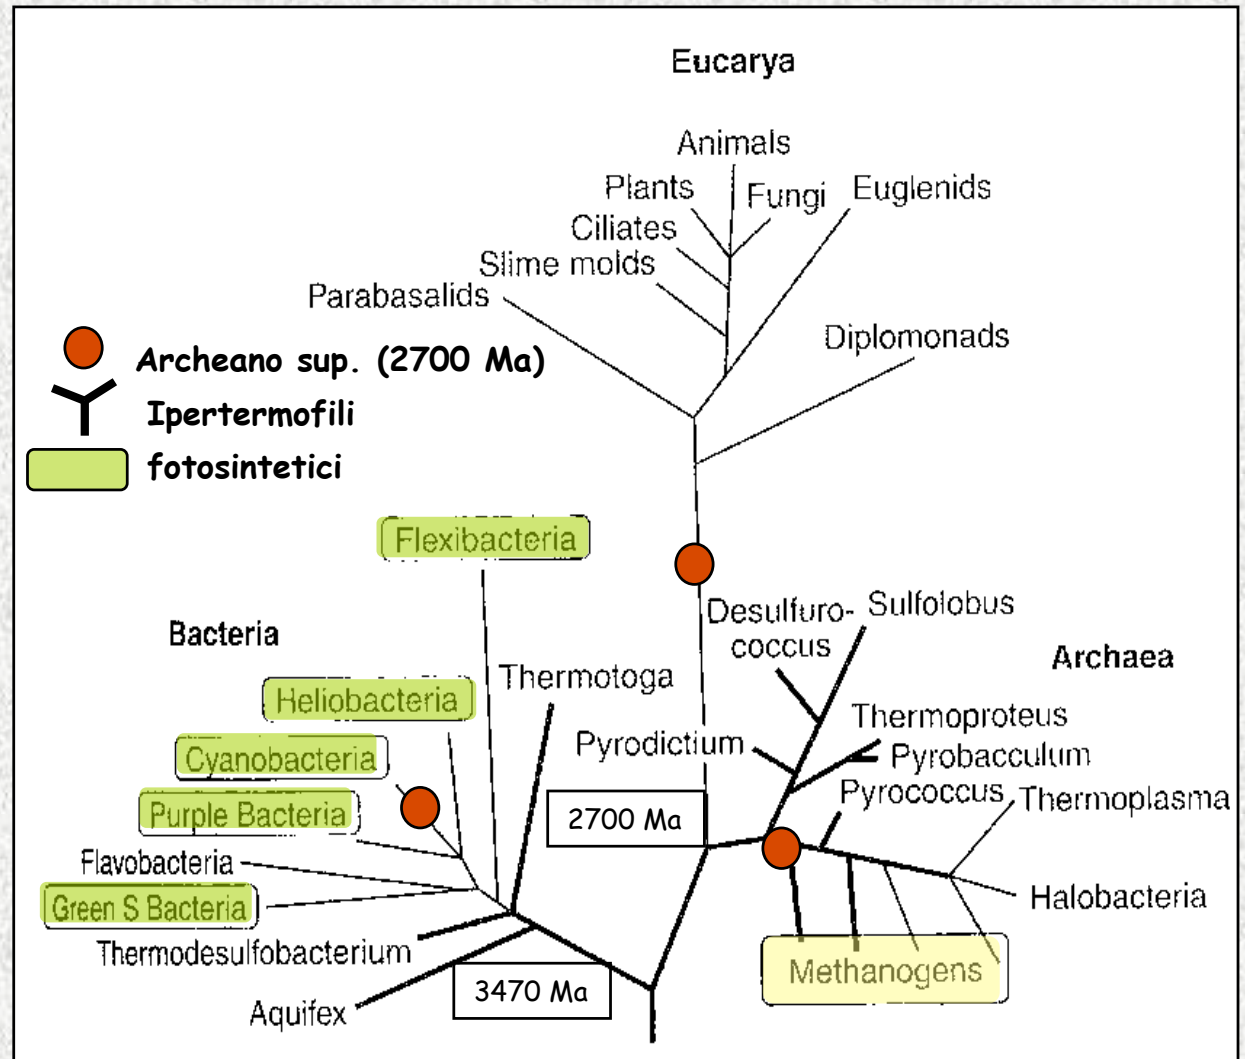 Eucarya
Animals
Plants
Fungi
Euglenids
Ciliates
Slime molds
Parabasalids
Diplomonads
Archeano sup. (2700 Ma)
Ipertermofili
fotosintetici
Flexibacteria
Bacteria
Desulfuro-
coccus
Sulfolobus
Archaea
Thermotoga
Heliobacteria
Thermoproteus
Pyrodictium
Pyrobacculum
Cyanobacteria
Pyrococcus
Thermoplasma
Purple Bacteria
2700 Ma
Flavobacteria
Halobacteria
Green S Bacteria
Thermodesulfobacterium
Methanogens
3470 Ma
Aquifex